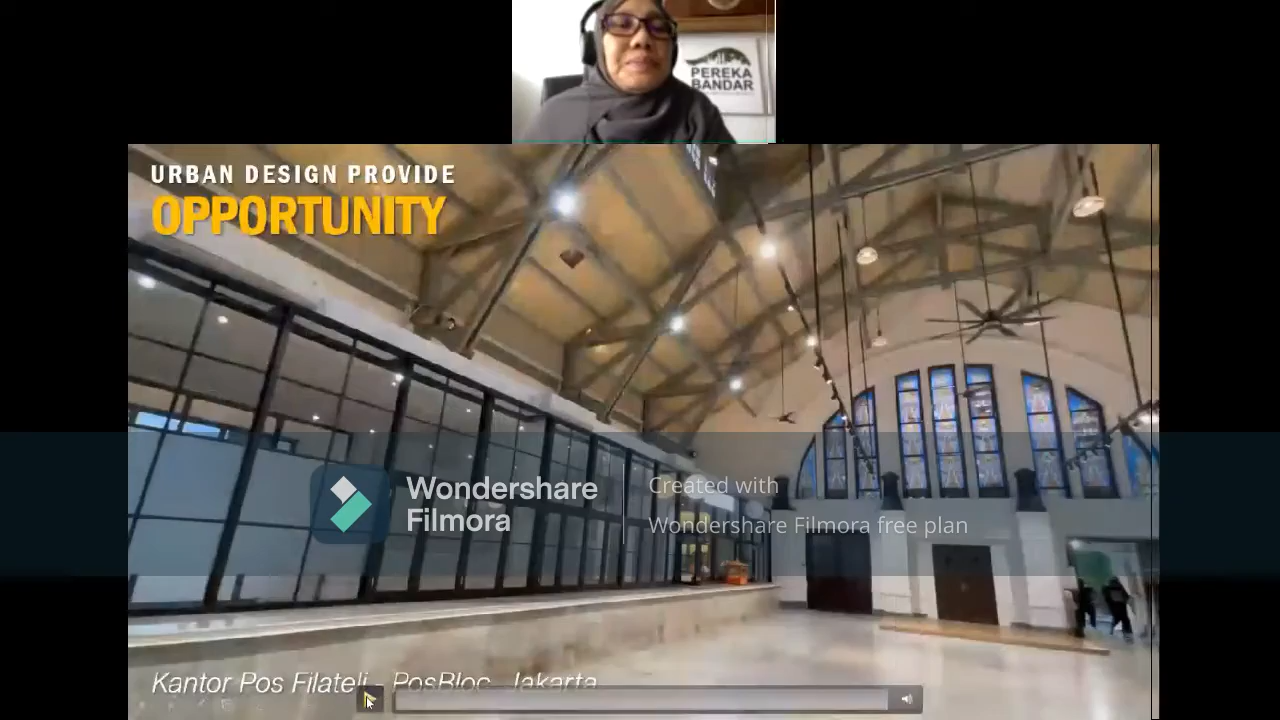 PEREKA
BANDAR
URBAN DESIGN PROVIDE
OPPORTUNITY
Wondershare
Filmora
Created with
Wondershare Filmora free plan
Kantor Pos Filateli - PosBloc, Jakarta